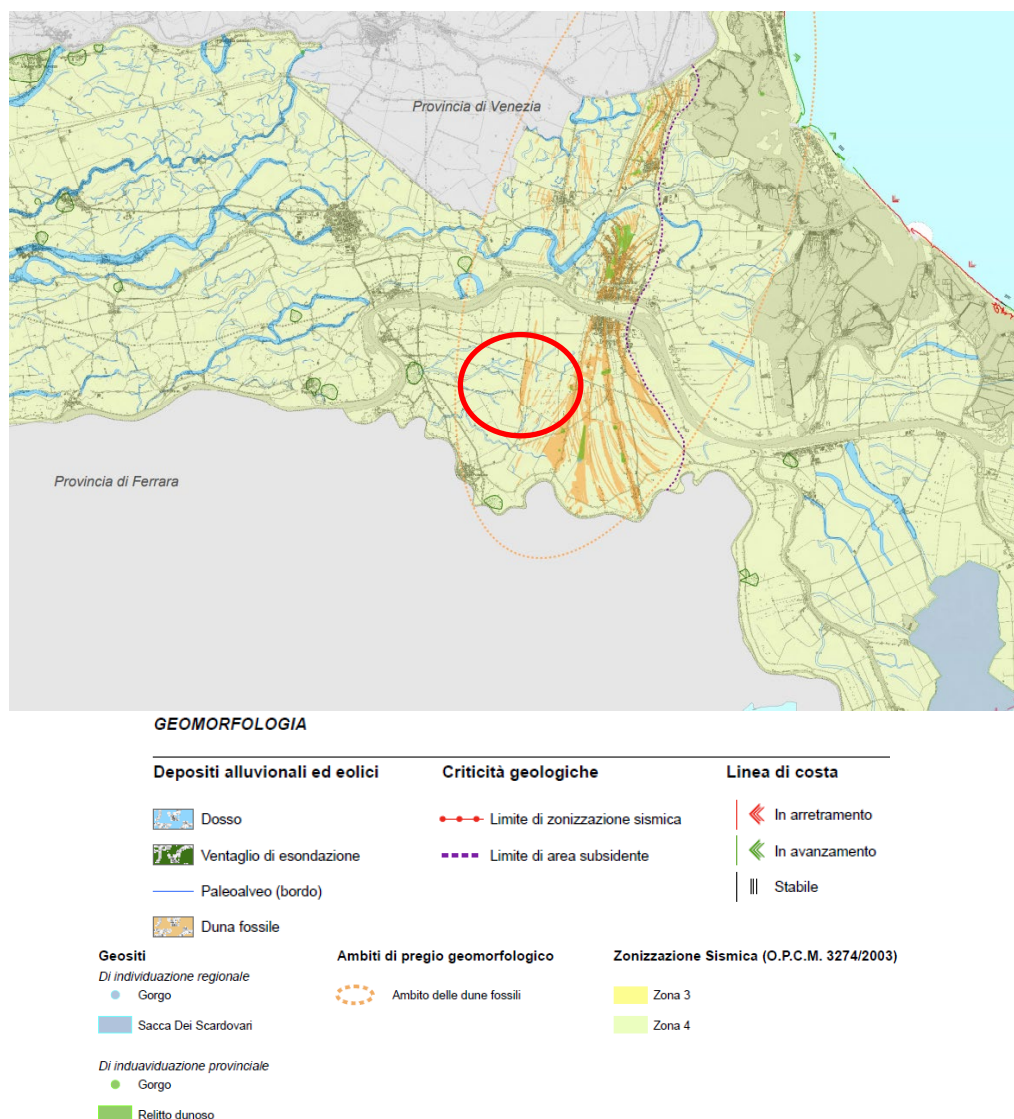 Provincia di Venezia
Provincia di Ferrara
GEOMORFOLOGIA
Depositi alluvionali ed eolici
Dosso
Ventaglio di esondazione
Paleoalveo (bordo)
Duna fossile
Criticità geologiche
Limite di zonizzazione sismica
Limite di area subsidente
Linea di costa
In arretramento
In avanzamento
Stabile
Geositi
Di individuazione regionale
Gorgo
Sacca Dei Scardovari
Di induaviduazione provinciale
Gorgo
Relitto dunoso
Ambiti di pregio geomorfologico
Ambito delle dune fossili
Zonizzazione Sismica (O.P.C.M. 3274/2003)
Zona 3
Zona 4